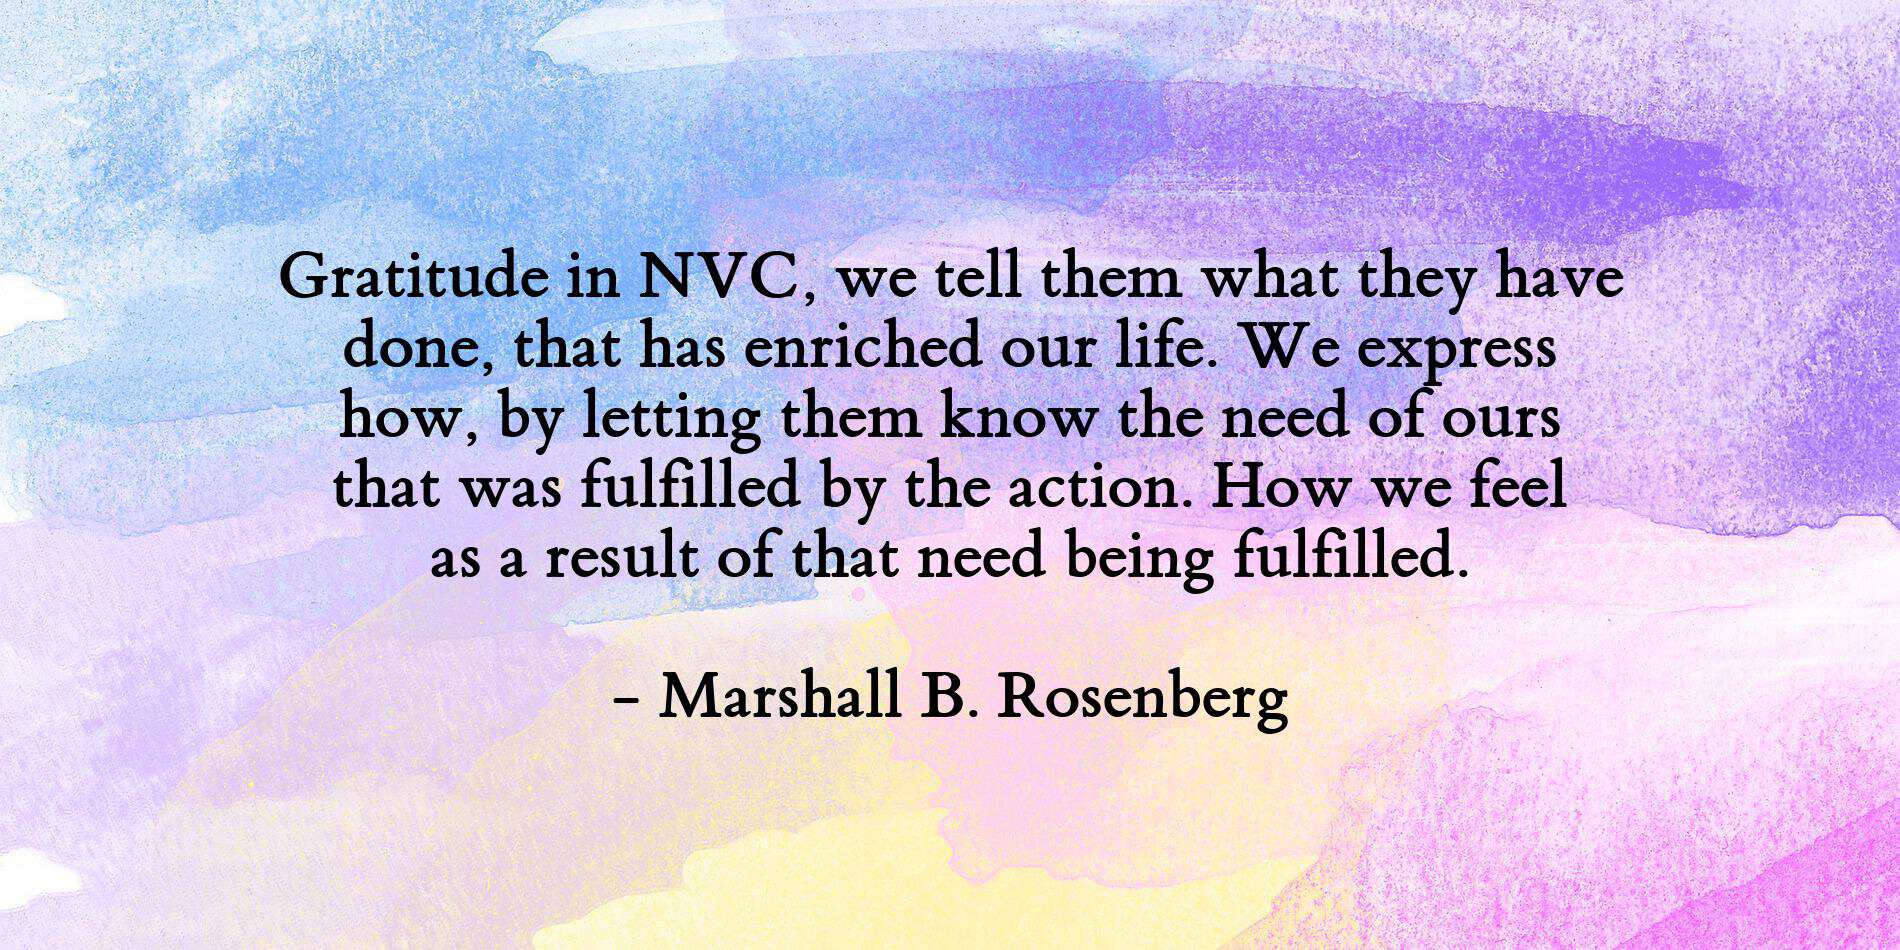 Gratitude in NVC, we tell them what they have
done, that has enriched our life. We express
how, by letting them know the need of ours
that was fulfilled by the action. How we feel
as a result of that need being fulfilled.
- Marshall B. Rosenberg